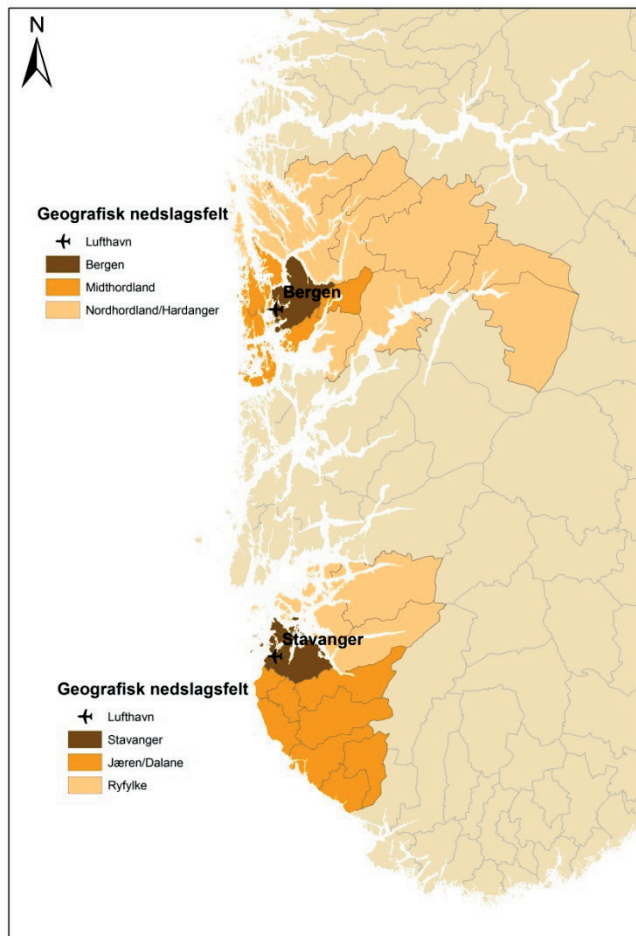 N
Geografisk nedslagsfelt
Lufthavn
Bergen
Midthordland
Nordhordland/Hardanger
Bergen
Stavanger
Geografisk nedslagsfelt
Lufthavn
Stavanger
Jæren/Dalane
Ryfylke